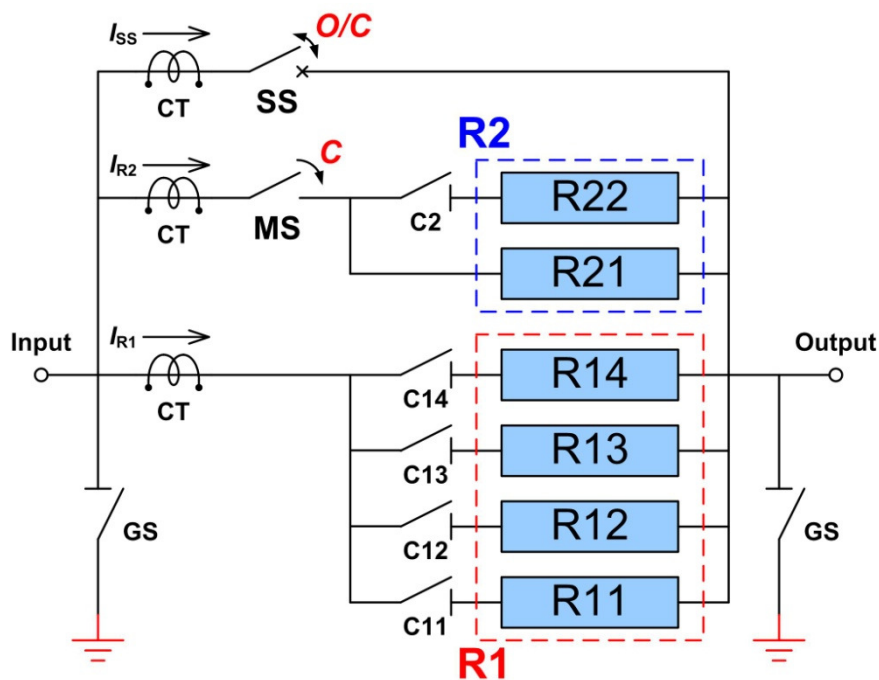 O/C
I_SS
CT
SS
R2
I_R2
C
CT
MS
C2
R22
R21
Input
I_R1
CT
Output
C14
R14
C13
R13
GS
C12
R12
GS
C11
R11
R1